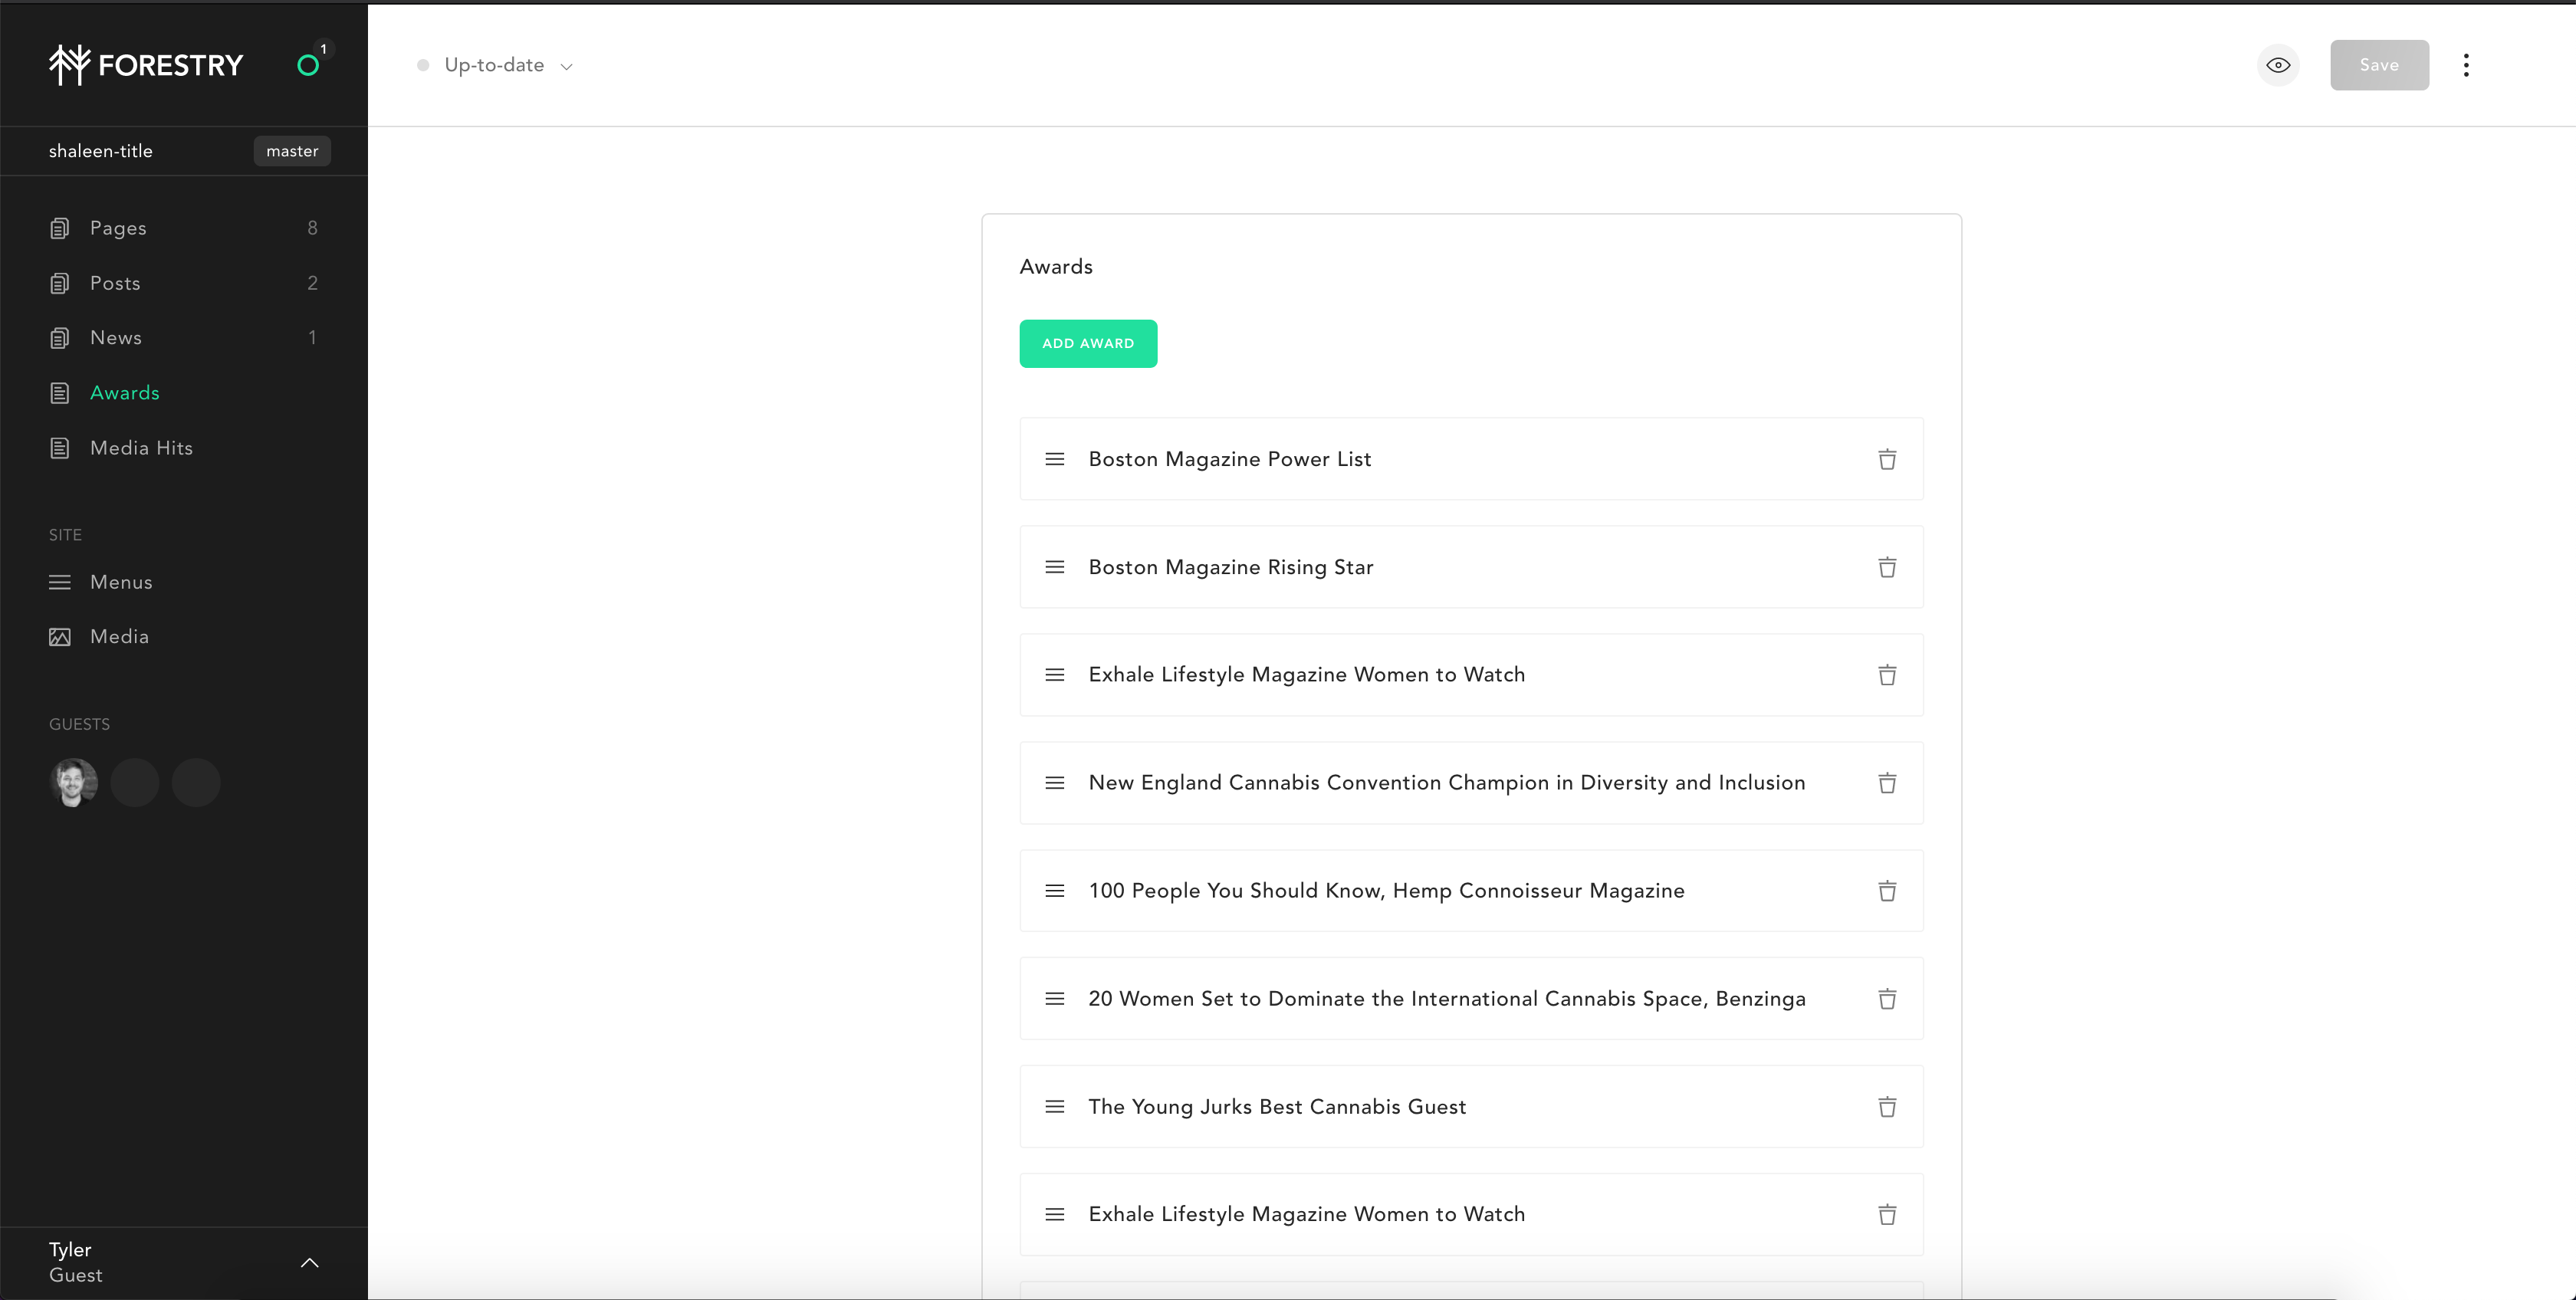 FORESTRY
1
Up-to-date
Save
shaleen-title
master
Pages 8
Posts 2
News 1
Awards
Media Hits
SITE
Menus
Media
GUESTS
Tyler
Guest
Awards
ADD AWARD
Boston Magazine Power List
Boston Magazine Rising Star
Exhale Lifestyle Magazine Women to Watch
New England Cannabis Convention Champion in Diversity and Inclusion
100 People You Should Know, Hemp Connoisseur Magazine
20 Women Set to Dominate the International Cannabis Space, Benzinga
The Young Jurks Best Cannabis Guest
Exhale Lifestyle Magazine Women to Watch